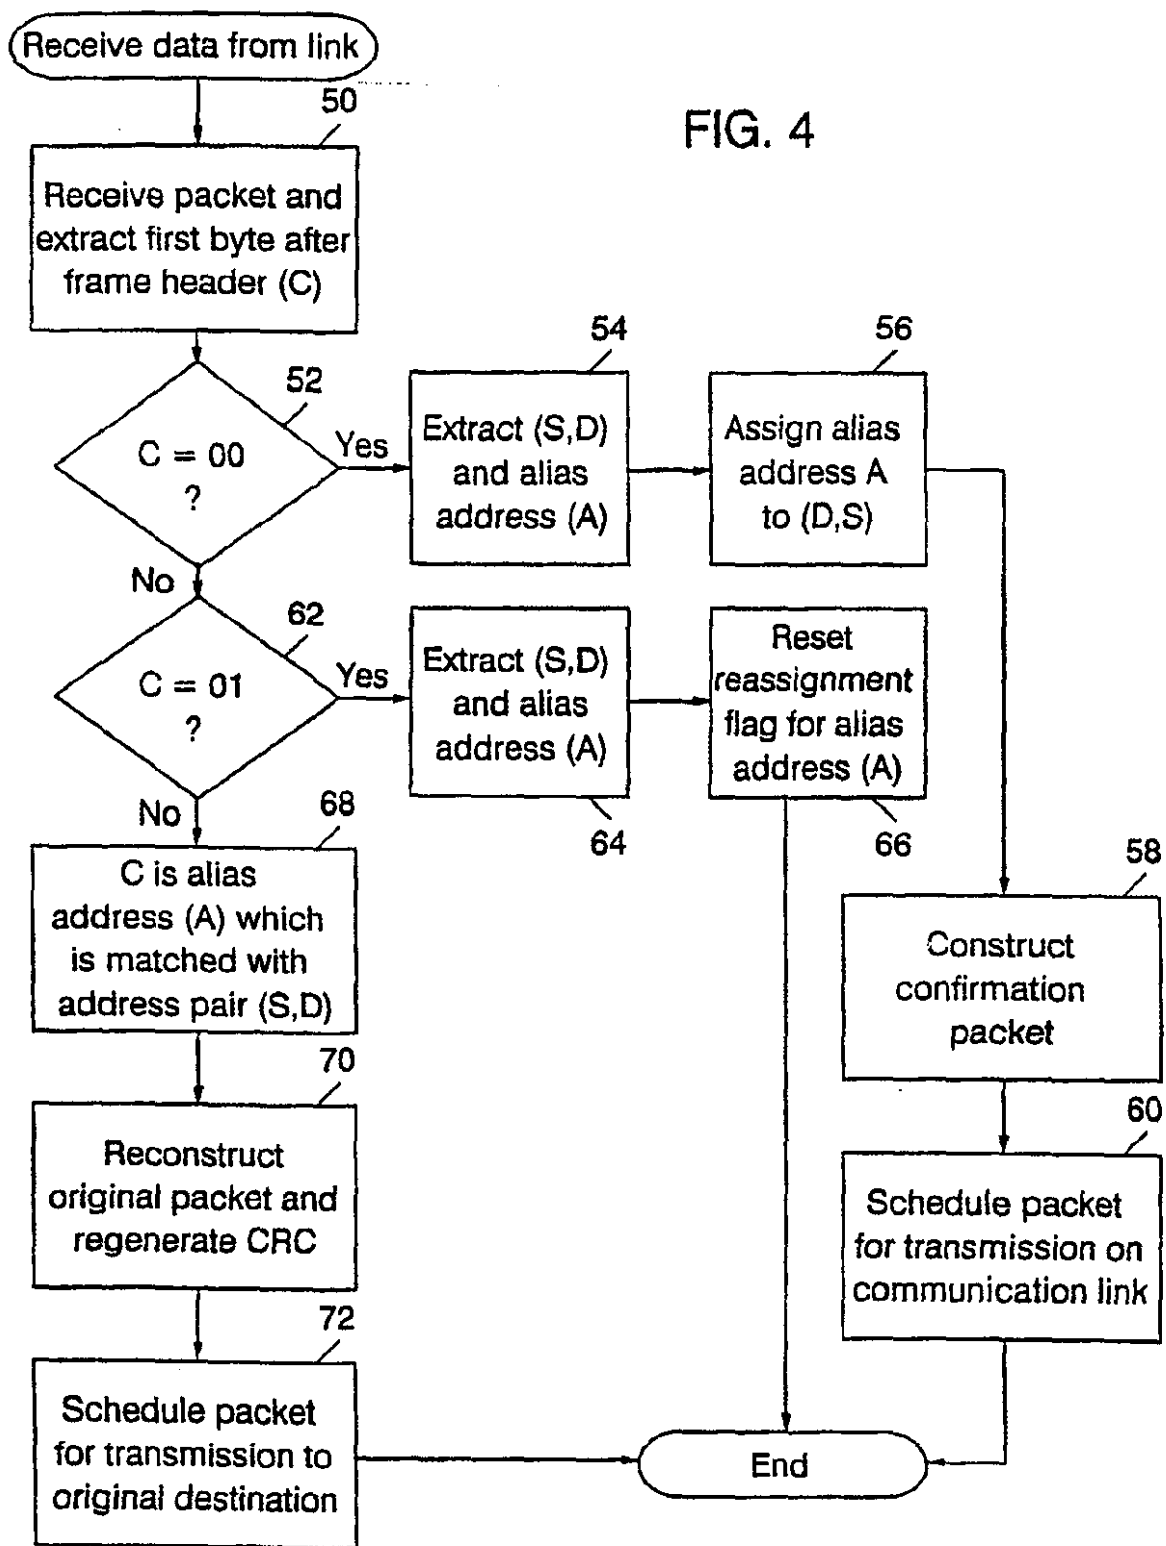 Receive data from link
FIG. 4
50
Receive packet and
extract first byte after
frame header (C)
52
C = 00
?
Yes
No
54
Extract (S,D)
and alias
address (A)
56
Assign alias
address A
to (D,S)
62
C = 01
?
Yes
No
Extract (S,D)
and alias
address (A)
64
Reset
reassignment
flag for alias
address (A)
66
68
C is alias
address (A) which
is matched with
address pair (S,D)
58
Construct
confirmation
packet
70
Reconstruct
original packet and
regenerate CRC
60
Schedule packet
for transmission on
communication link
72
Schedule packet
for transmission to
original destination
End